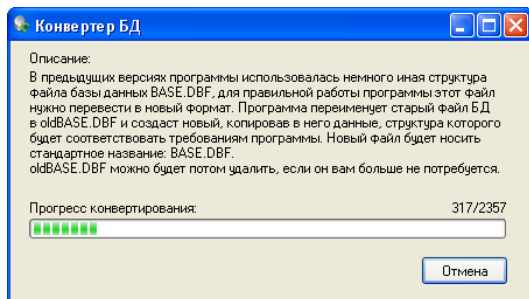 Конвертер БД
Описание:
В предыдущих версиях программы использовалась немного иная структура
файла базы данных BASE.DBF, для правильной работы программы этот файл
нужно перевести в новый формат. Программа переименует старый файл БД
в oldBASE.DBF и создаст новый, копировав в него данные, структура которого
будет соответствовать требованиям программы. Новый файл будет носить
стандартное название: BASE.DBF.
oldBASE.DBF можно будет потом удалить, если он вам больше не потребуется.
Прогресс конвертирования: 317/2357
Отмена